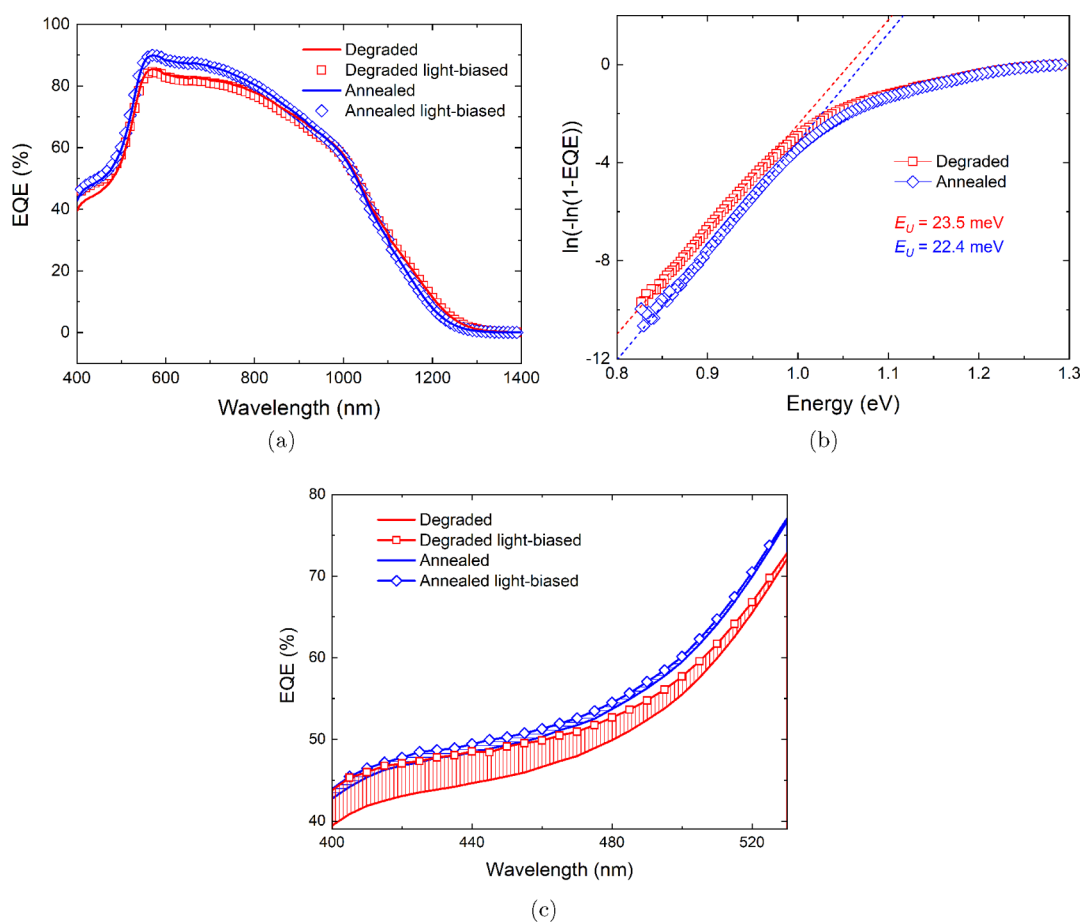 100
80
60
40
20
0
EQE (%)
Degraded
Degraded light-biased
Annealed
Annealed light-biased
400 600 800 1000 1200 1400
Wavelength (nm)
(a)
0
-4
-8
-12
ln(-ln(1-EQE))
Degraded
Annealed
E_U = 23.5 meV
E_U = 22.4 meV
0.8 0.9 1.0 1.1 1.2 1.3
Energy (eV)
(b)
80
70
60
50
40
EQE (%)
Degraded
Degraded light-biased
Annealed
Annealed light-biased
400 440 480 520
Wavelength (nm)
(c)